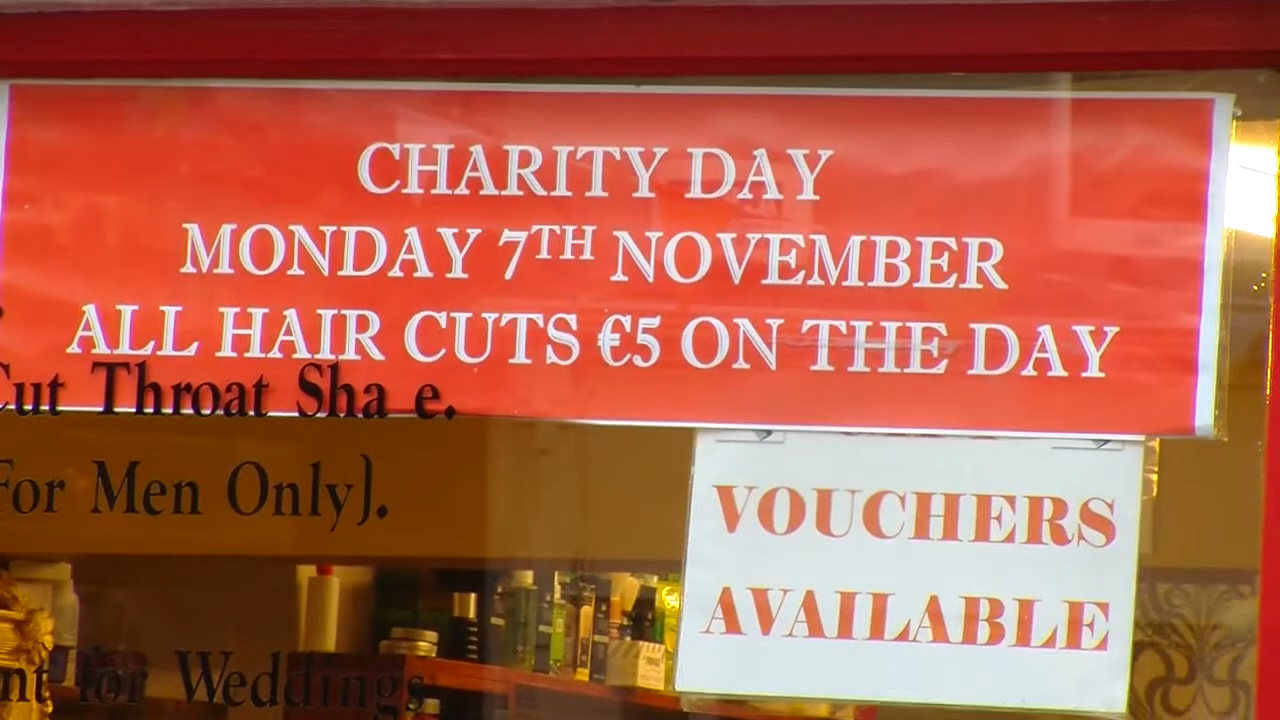 CHARITY DAY
MONDAY 7TH NOVEMBER
ALL HAIR CUTS €5 ON THE DAY
Cut Throat Sha e.
For Men Only).
VOUCHERS
AVAILABLE
nt for Weddings